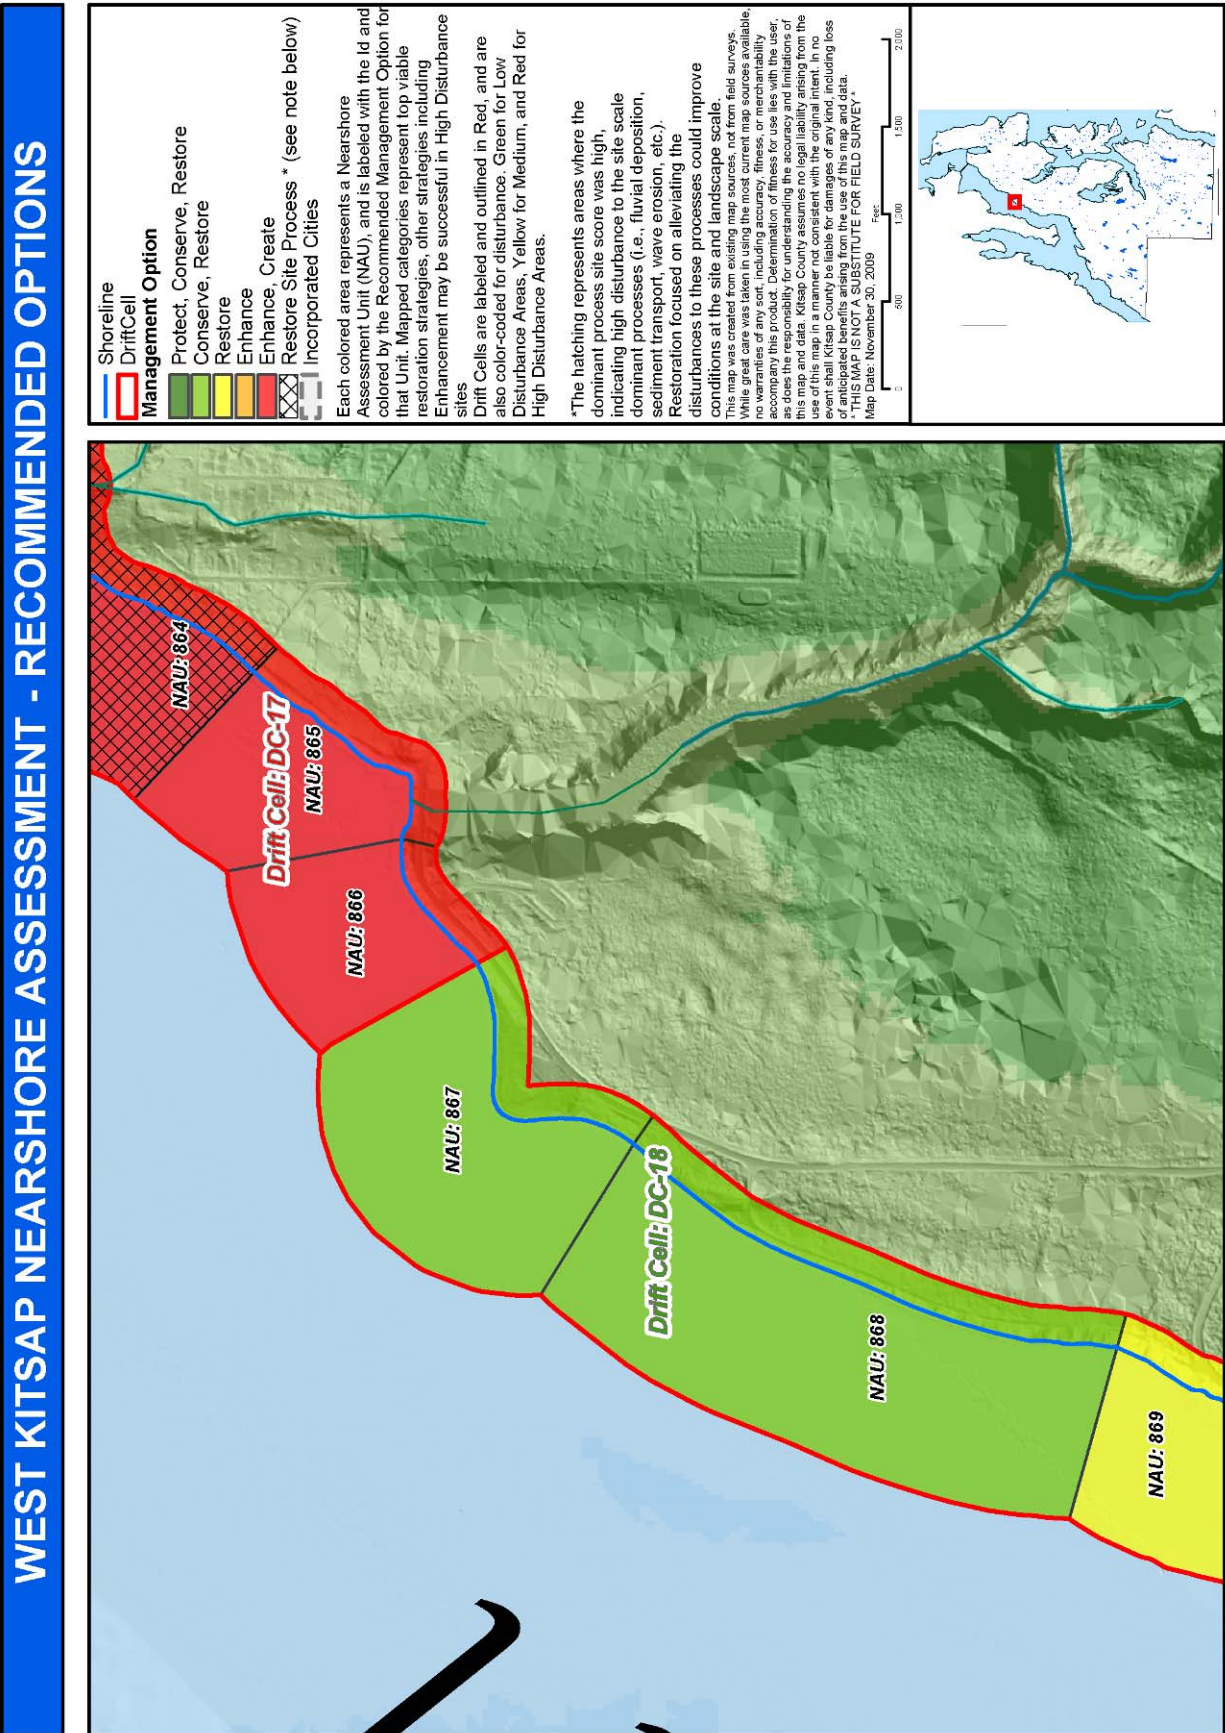 WEST KITSAP NEARSHORE ASSESSMENT - RECOMMENDED OPTIONS
NAU: 864
Drift Cell: DC-17
NAU: 865
NAU: 866
NAU: 867
Drift Cell: DC-18
NAU: 868
NAU: 869
Shoreline
DriftCell
Management Option
Protect, Conserve, Restore
Conserve, Restore
Restore
Enhance
Enhance, Create
Restore Site Process * (see note below)
Incorporated Cities
Each colored area represents a Nearshore
Assessment Unit (NAU), and is labeled with the Id and
colored by the Recommended Management Option for
that Unit. Mapped categories represent top viable
restoration strategies, other strategies including
Enhancement may be successful in High Disturbance
sites
Drift Cells are labeled and outlined in Red, and are
also color-coded for disturbance. Green for Low
Disturbance Areas, Yellow for Medium, and Red for
High Disturbance Areas.
*The hatching represents areas where the
dominant process site score was high,
indicating high disturbance to the site scale
dominant processes (i.e., fluvial deposition,
sediment transport, wave erosion, etc.).
Restoration focused on alleviating the
disturbances to these processes could improve
conditions at the site and landscape scale.
This map was created from existing map sources, not from field surveys.
While great care was taken in using the most current map sources available,
no warranties of any sort, including accuracy, fitness, or merchantability
accompany this product. Determination of fitness for use lies with the user,
as does the responsibility for understanding the accuracy and limitations of
this map and data. Kitsap County assumes no legal liability arising from the
use of this map in a manner not consistent with the original intent. In no
event shall Kitsap County be liable for damages of any kind, including loss
of anticipated benefits arising from the use of this map and data.
* THIS MAP IS NOT A SUBSTITUTE FOR FIELD SURVEY *
Map Date: November 30, 2009
0 500 1,000 1,500 2,000
Feet